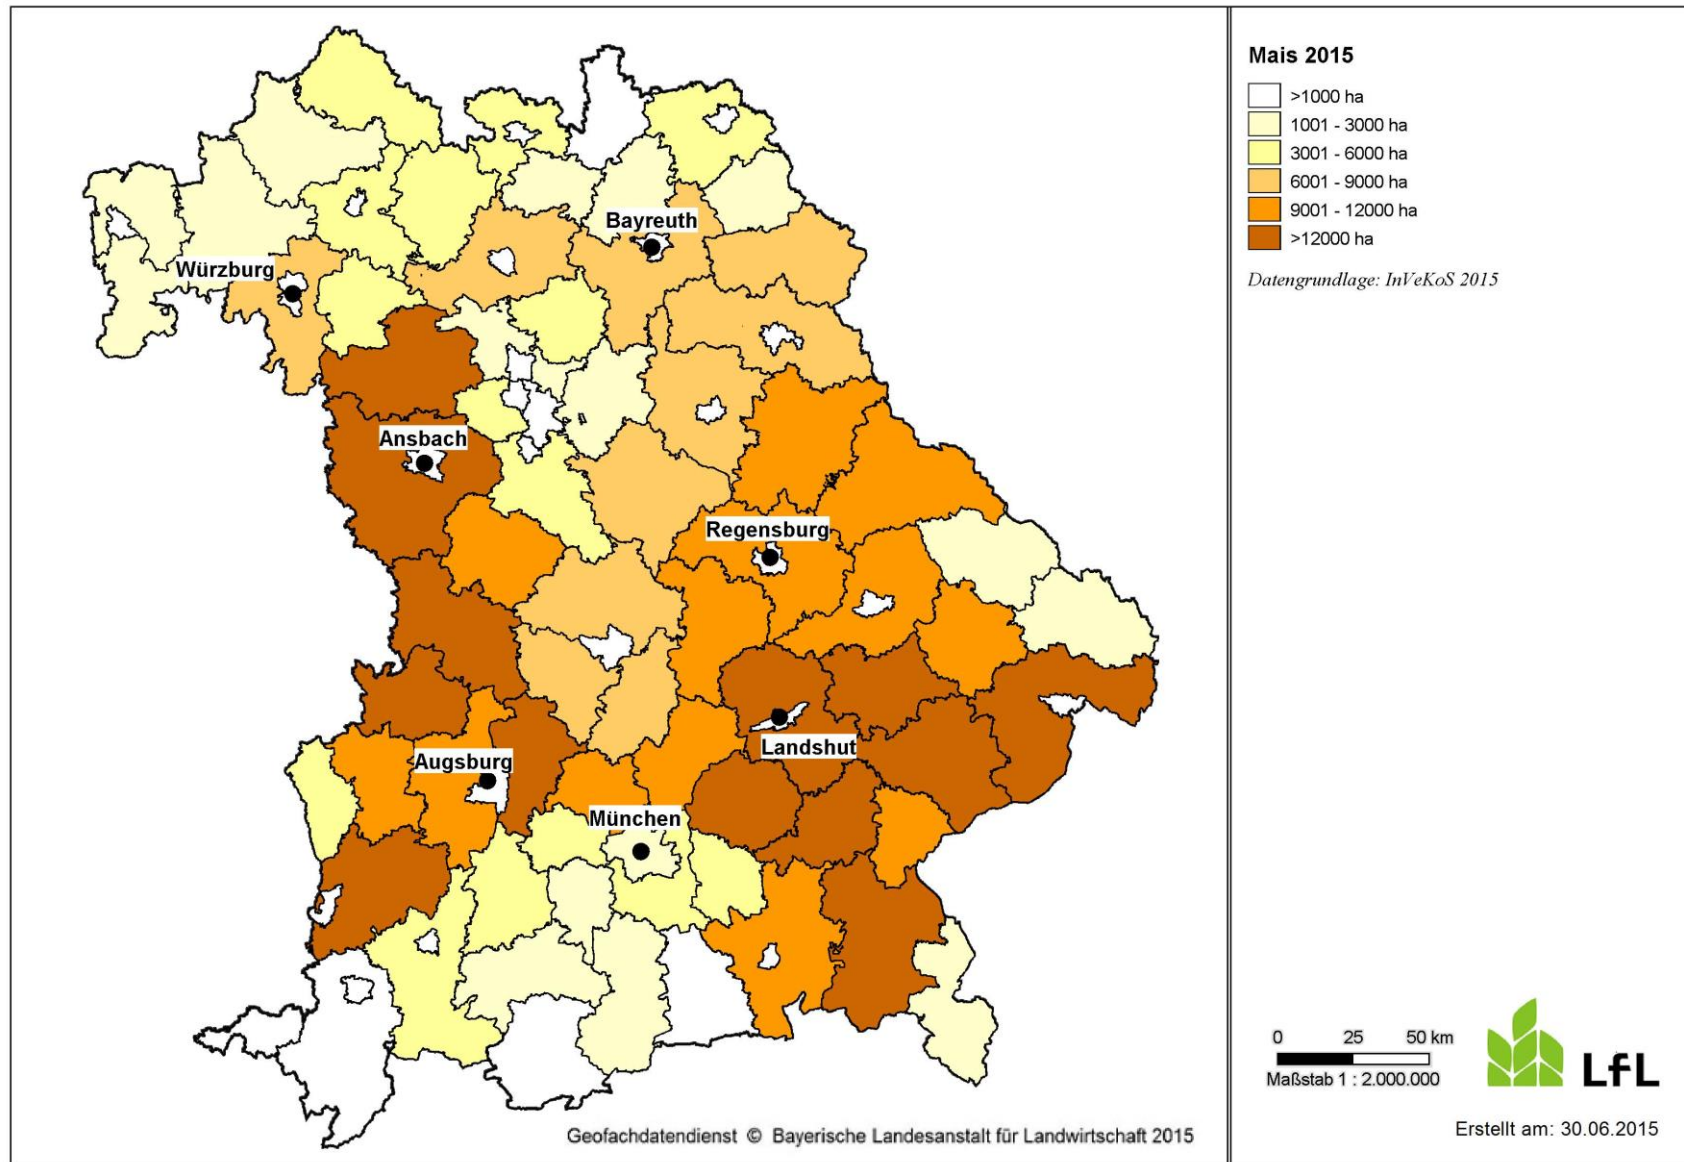 Bayreuth
Würzburg
Ansbach
Regensburg
Landshut
Augsburg
München
Geofachdatendienst © Bayerische Landesanstalt für Landwirtschaft 2015
Mais 2015
>1000 ha
1001 - 3000 ha
3001 - 6000 ha
6001 - 9000 ha
9001 - 12000 ha
>12000 ha
Datengrundlage: InVeKoS 2015
0 25 50 km
Maßstab 1 : 2.000.000
LfL
Erstellt am: 30.06.2015